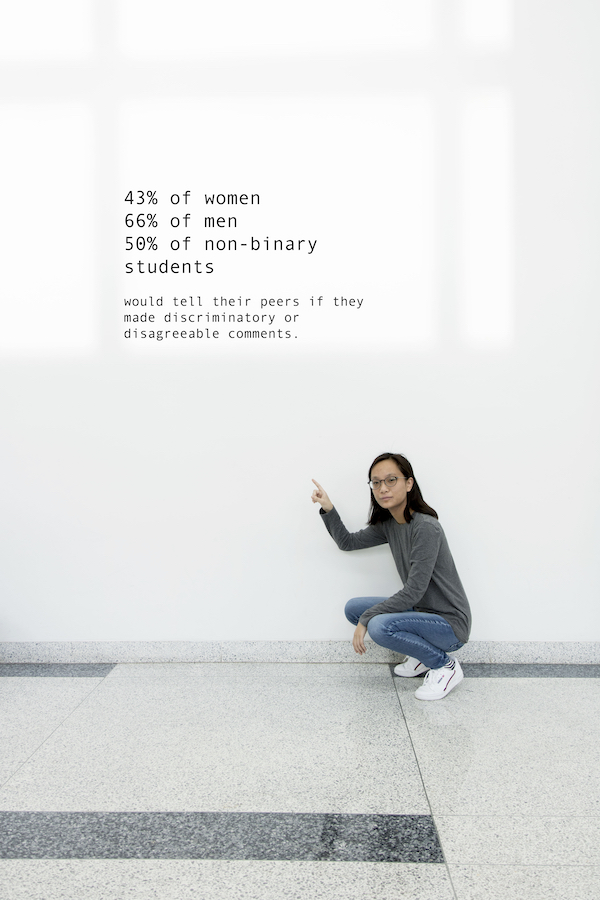 43% of women
66% of men
50% of non-binary
students
would tell their peers if they
made discriminatory or
disagreeable comments.